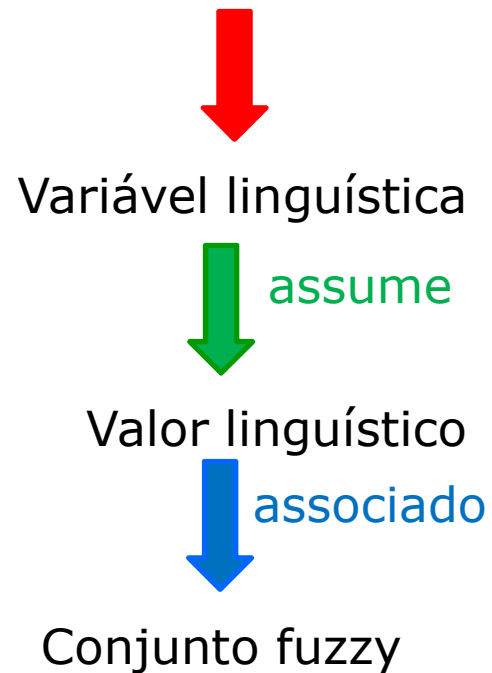 Variável linguística
assume
Valor linguístico
associado
Conjunto fuzzy